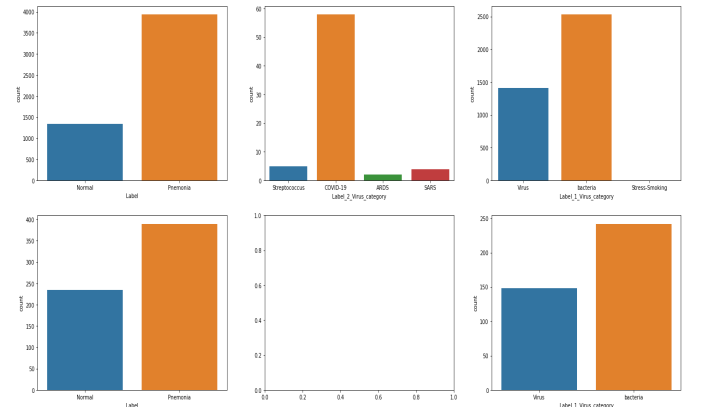 4000
3500
3000
2500
2000
1500
1000
500
0
count
Normal Pnemonia
Label
60
50
40
30
20
10
0
count
Streptococcus COVID-19 ARDS SARS
Label_2_Virus_category
2500
2000
1500
1000
500
0
count
Virus bacteria Stress-Smoking
Label_1_Virus_category
400
350
300
250
200
150
100
50
0
count
Normal Pnemonia
Label
1.0
0.8
0.6
0.4
0.2
0.0
0.0 0.2 0.4 0.6 0.8 1.0
250
200
150
100
50
0
count
Virus bacteria
Label_1_Virus_category